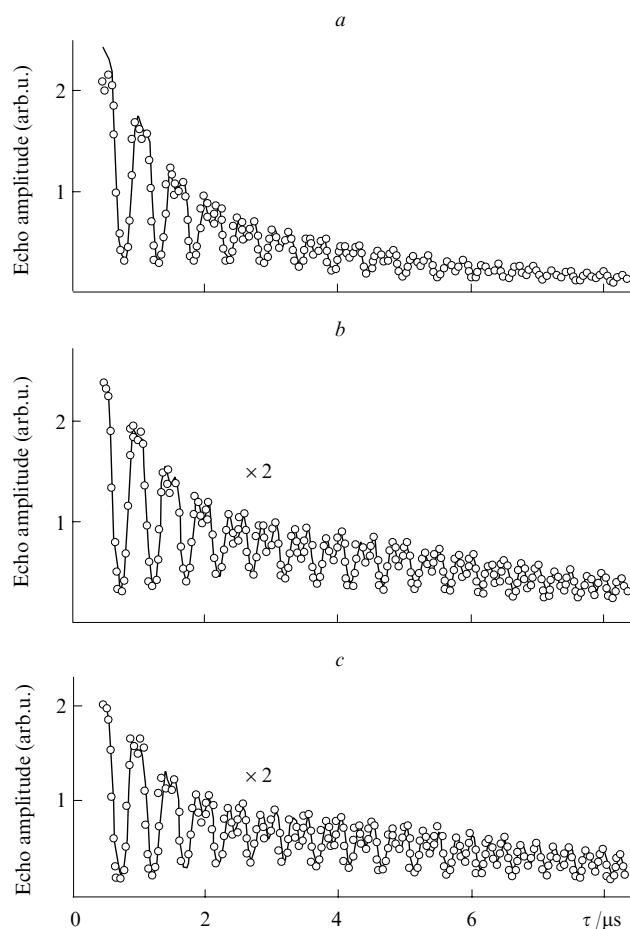 a
Echo amplitude (arb.u.)
2
1
b
Echo amplitude (arb.u.)
2
× 2
1
c
Echo amplitude (arb.u.)
2
× 2
1
0 2 4 6 τ /μs